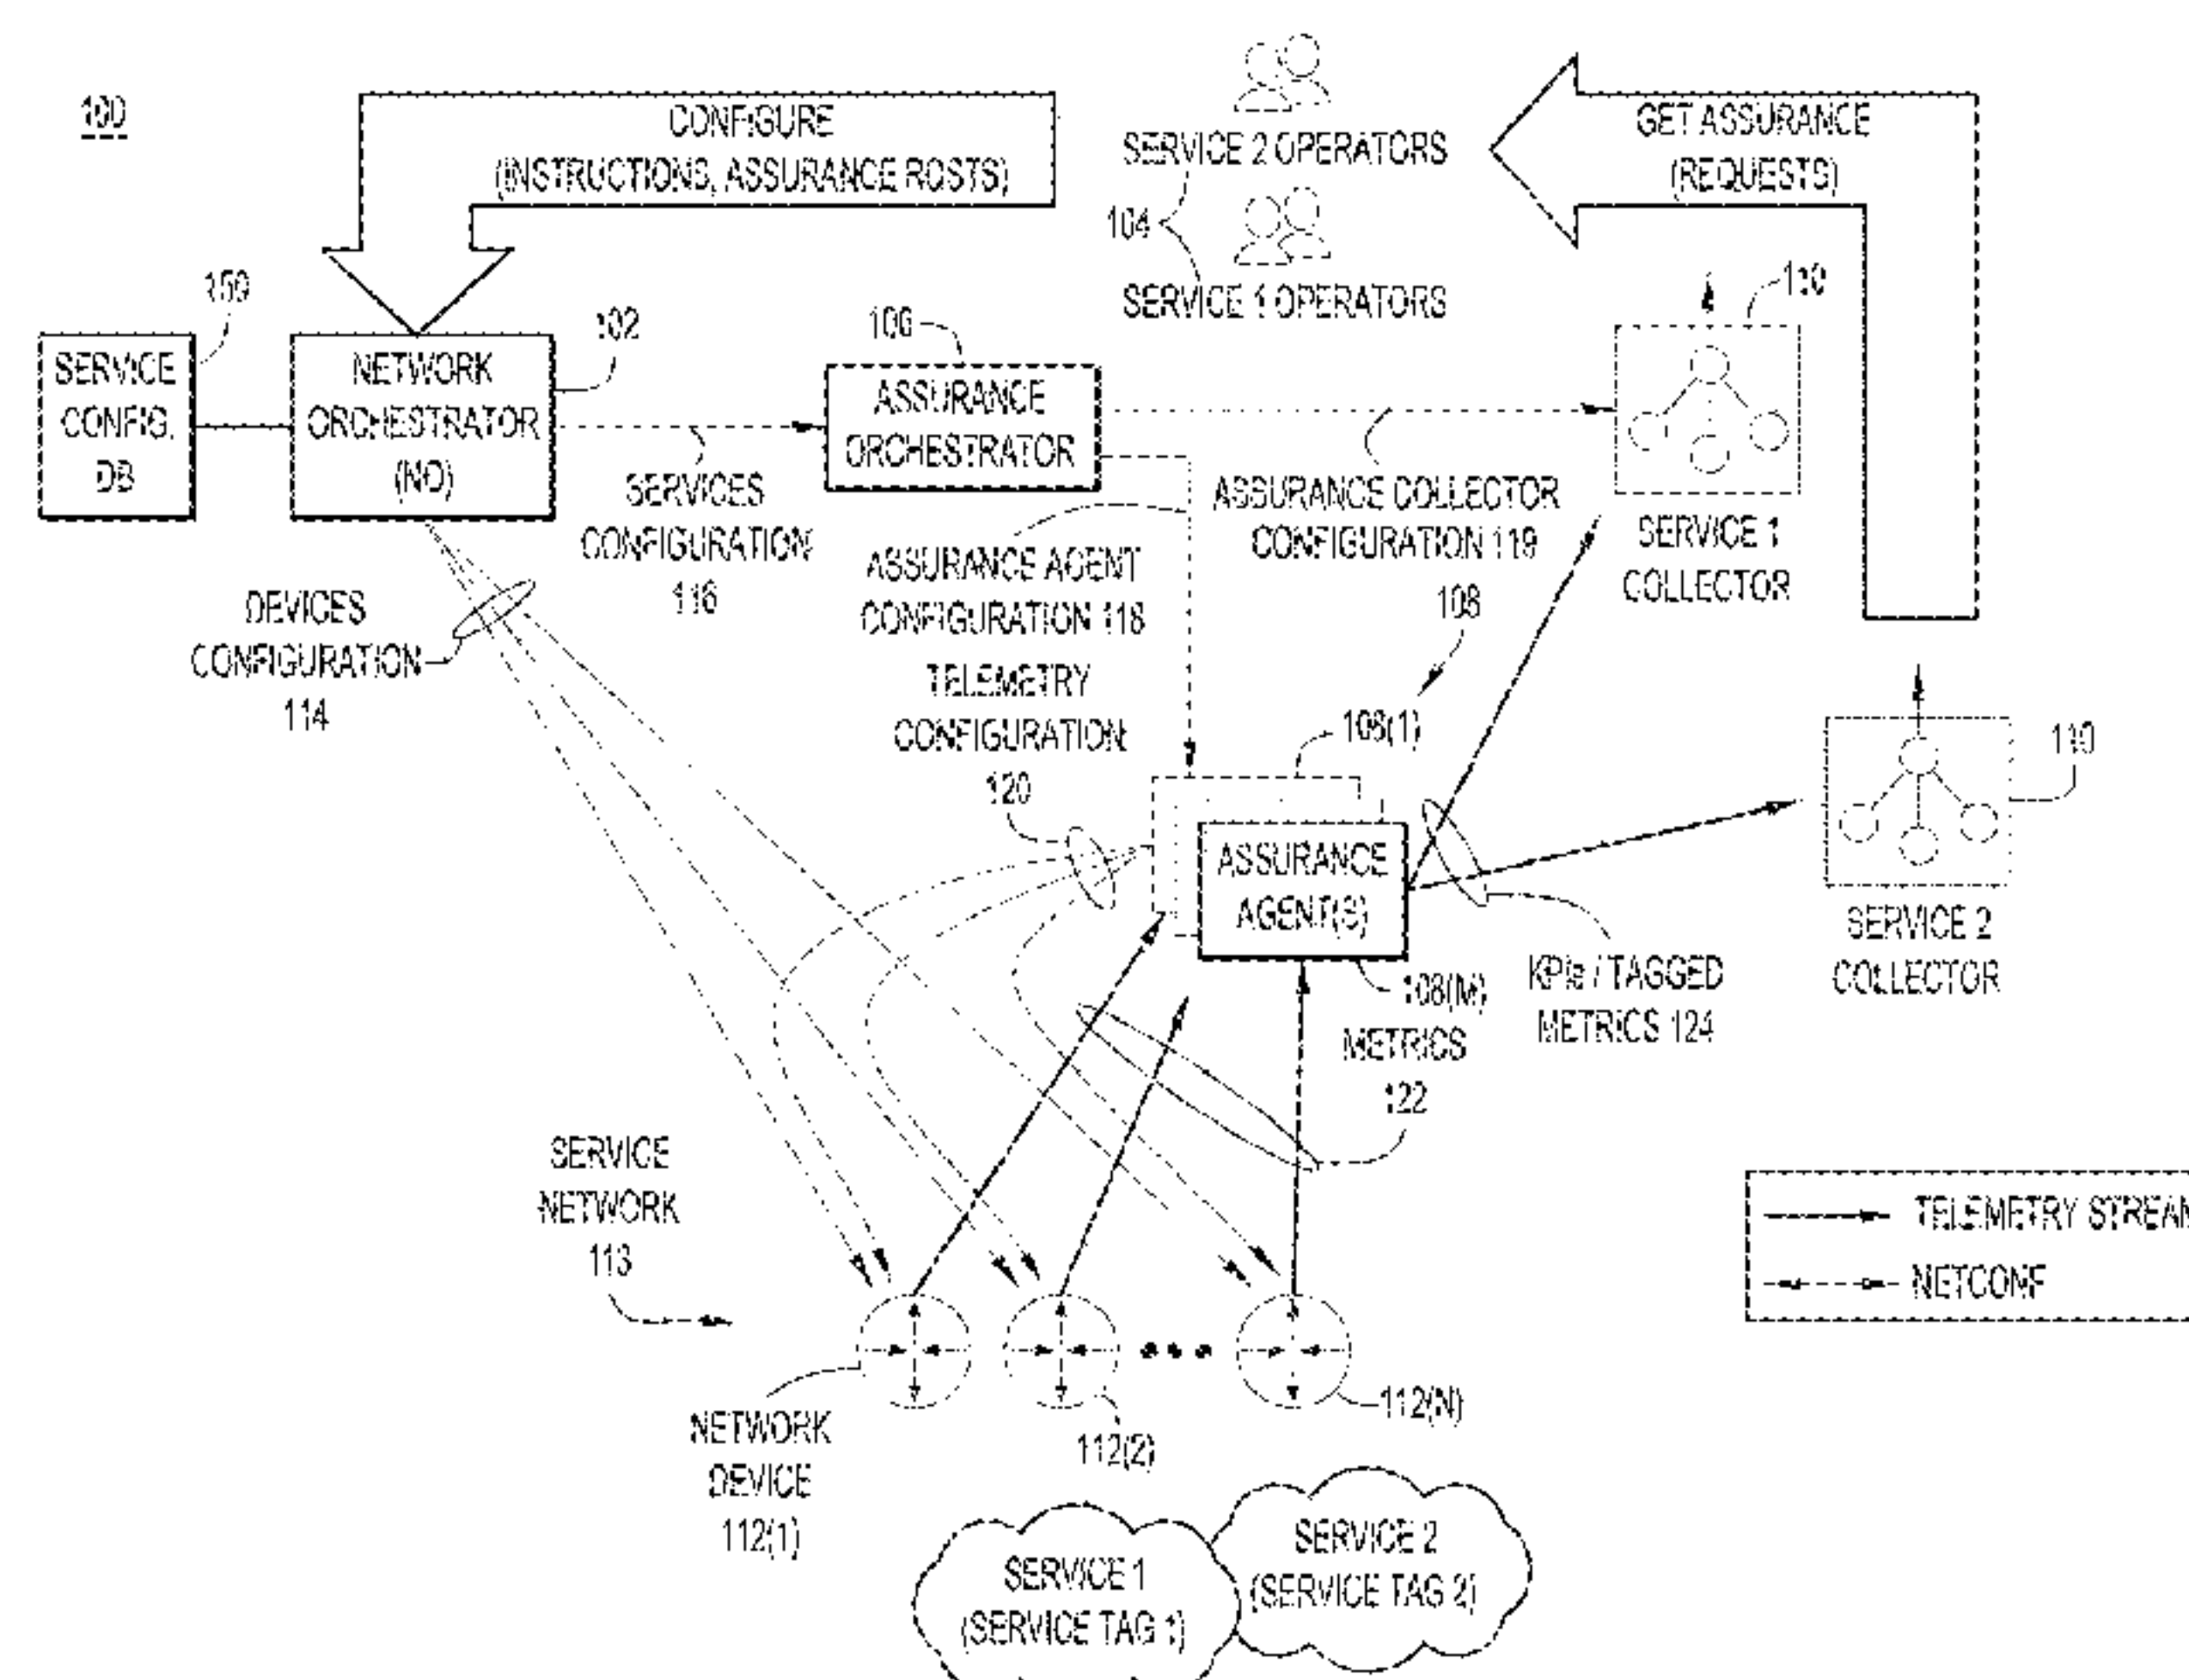 100
CONFIGURE
(INSTRUCTIONS, ASSURANCE RQSTS)
SERVICE 2 OPERATORS
104
SERVICE 1 OPERATORS
GET ASSURANCE
(REQUESTS)
150
SERVICE
CONFIG.
DB
102
NETWORK
ORCHESTRATOR
(NO)
106
ASSURANCE
ORCHESTRATOR
110
SERVICE 1
COLLECTOR
SERVICES
CONFIGURATION
116
ASSURANCE COLLECTOR
CONFIGURATION 119
ASSURANCE AGENT
CONFIGURATION 118
108
DEVICES
CONFIGURATION
114
TELEMETRY
CONFIGURATION
120
108(1)
110
ASSURANCE
AGENT(S)
SERVICE 2
COLLECTOR
108(M)
KPIs / TAGGED
METRICS 124
METRICS
122
SERVICE
NETWORK
113
TELEMETRY STREAM
NETCONF
NETWORK
DEVICE
112(1)
112(2)
112(N)
SERVICE 1
(SERVICE TAG 1)
SERVICE 2
(SERVICE TAG 2)